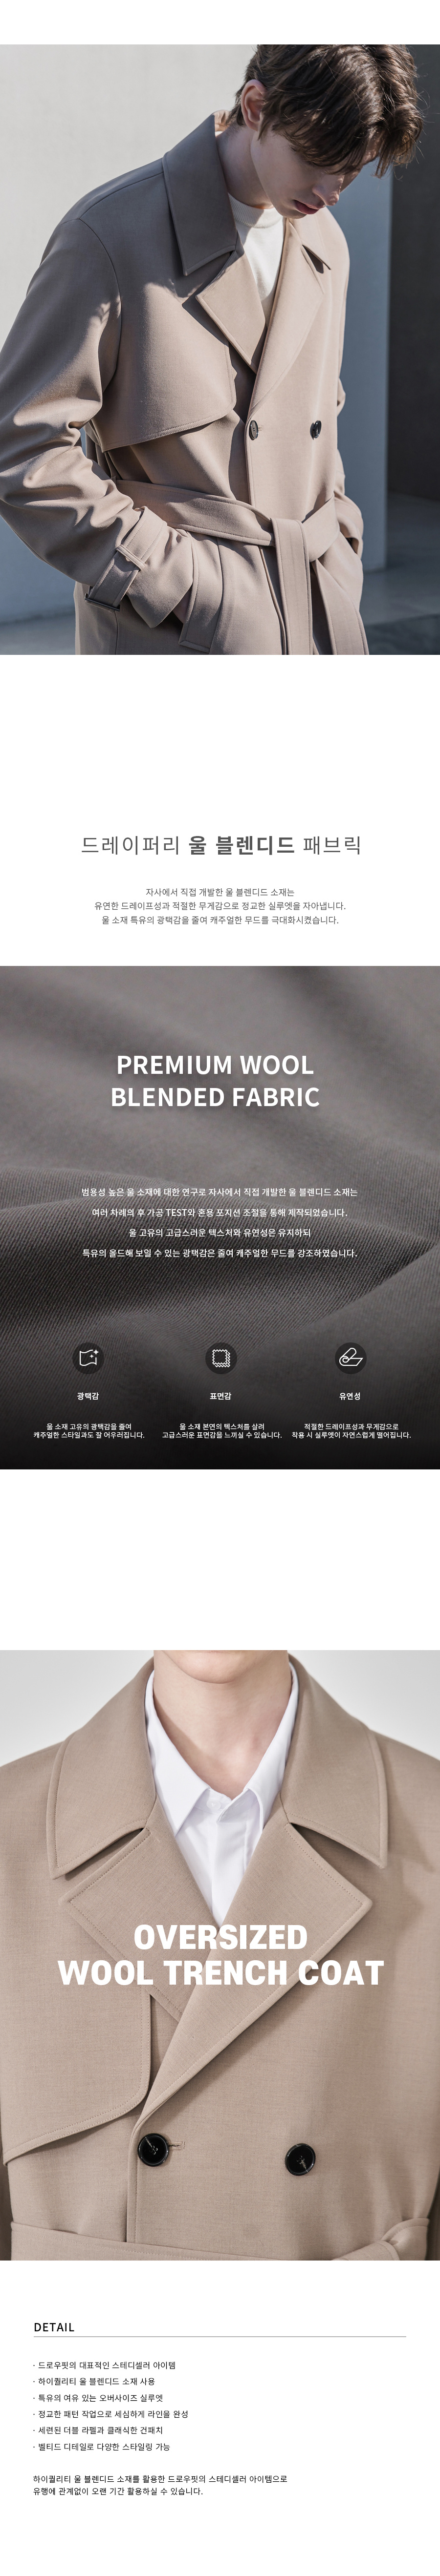 드레이퍼리 울 블렌디드 패브릭
자사에서 직접 개발한 울 블렌디드 소재는
유연한 드레이프성과 적절한 무게감으로 정교한 실루엣을 자아냅니다.
울 소재 특유의 광택감을 줄여 캐주얼한 무드를 극대화시켰습니다.
PREMIUM WOOL
BLENDED FABRIC
범용성 높은 울 소재에 대한 연구로 자사에서 직접 개발한 울 블렌디드 소재는
여러 차례의 후 가공 TEST와 혼용 포지션 조절을 통해 제작되었습니다.
울 고유의 고급스러운 텍스처와 유연성은 유지하되
특유의 올드해 보일 수 있는 광택감은 줄여 캐주얼한 무드를 강조하였습니다.
광택감
표면감
유연성
울 소재 고유의 광택감을 줄여
캐주얼한 스타일과도 잘 어우러집니다.
울 소재 본연의 텍스처를 살려
고급스러운 표면감을 느끼실 수 있습니다.
적절한 드레이프성과 무게감으로
착용 시 실루엣이 자연스럽게 떨어집니다.
OVERSIZED
WOOL TRENCH COAT
DETAIL
· 드로우핏의 대표적인 스테디셀러 아이템
· 하이퀄리티 울 블렌디드 소재 사용
· 특유의 여유 있는 오버사이즈 실루엣
· 정교한 패턴 작업으로 세심하게 라인을 완성
· 세련된 더블 라펠과 클래식한 건패치
· 벨티드 디테일로 다양한 스타일링 가능
하이퀄리티 울 블렌디드 소재를 활용한 드로우핏의 스테디셀러 아이템으로
유행에 관계없이 오랜 기간 활용하실 수 있습니다.